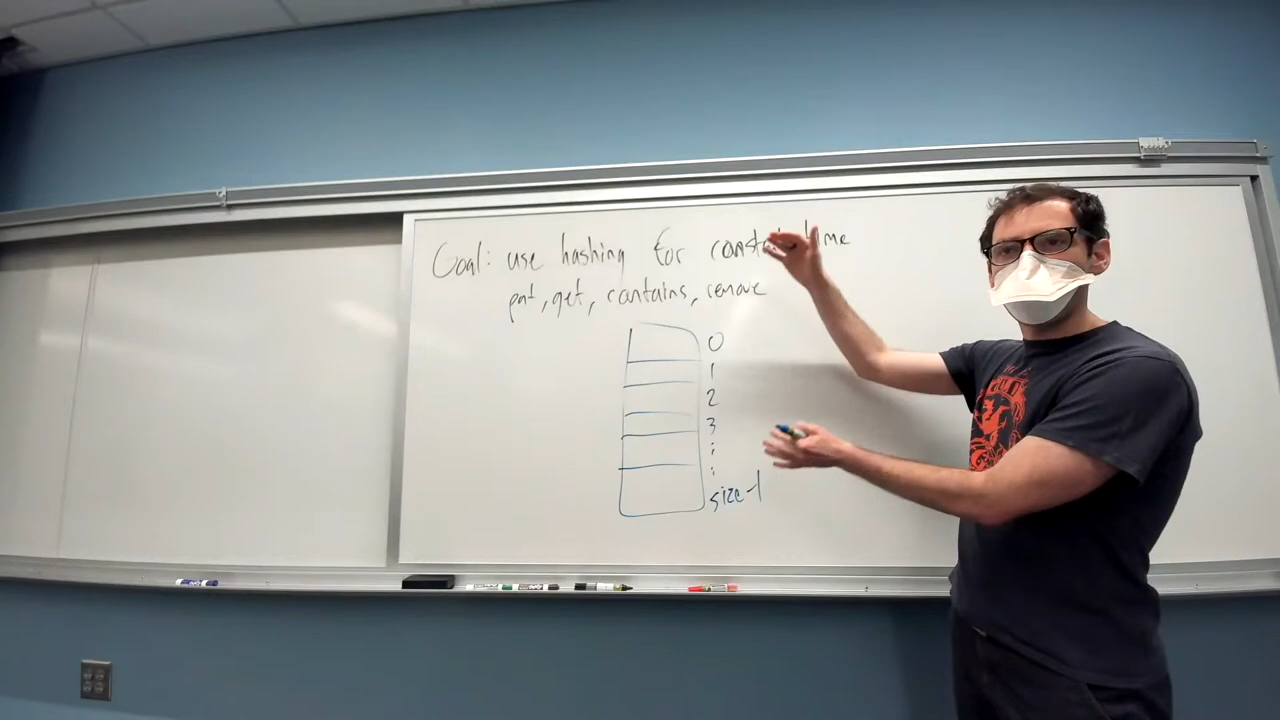 Goal: use hashing for constant time
put, get, contains, remove
0
1
2
3
:
:
size-1